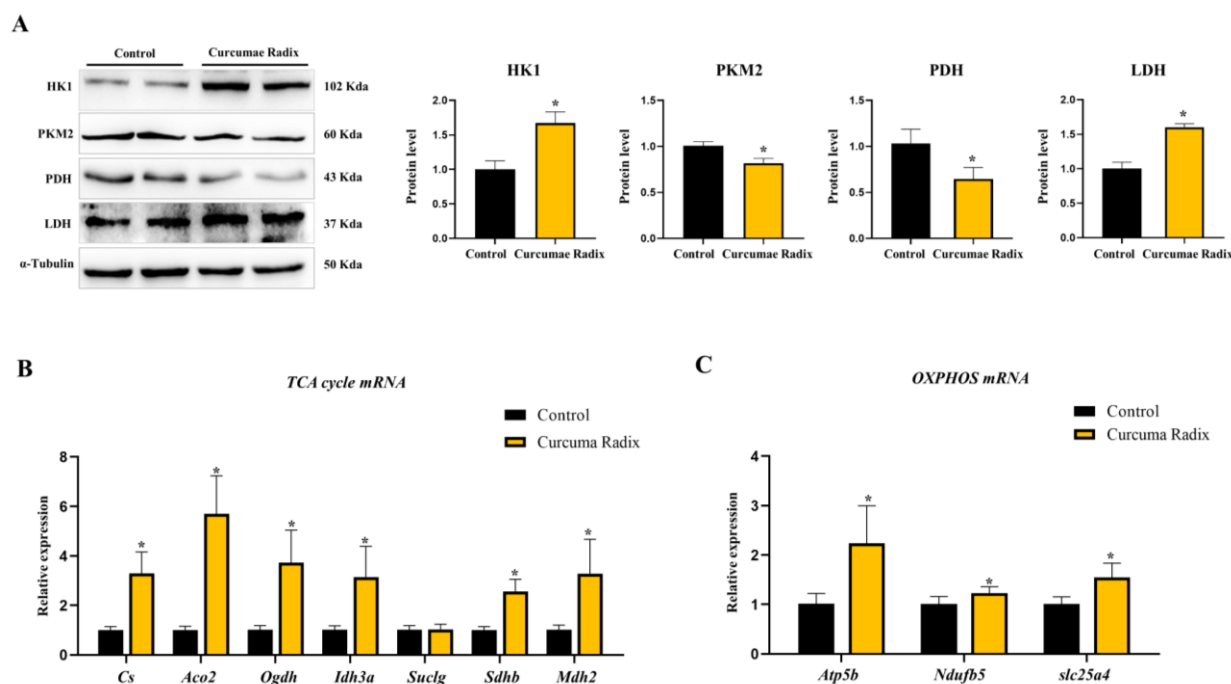 A
Control Curcumae Radix
HK1 102 Kda
PKM2 60 Kda
PDH 43 Kda
LDH 37 Kda
α-Tubulin 50 Kda
HK1
Protein level
2.0
1.5
1.0
0.5
0.0
Control Curcumae Radix
*
PKM2
Protein level
1.5
1.0
0.5
0.0
Control Curcumae Radix
*
PDH
Protein level
1.5
1.0
0.5
0.0
Control Curcumae Radix
*
LDH
Protein level
2.0
1.5
1.0
0.5
0.0
Control Curcumae Radix
*
B
TCA cycle mRNA
Control
Curcuma Radix
Relative expression
8
6
4
2
0
* * * * * *
Cs Aco2 Ogdh Idh3a Suclg Sdhb Mdh2
C
OXPHOS mRNA
Control
Curcuma Radix
Relative expression
4
3
2
1
0
* * *
Atp5b Ndufb5 slc25a4